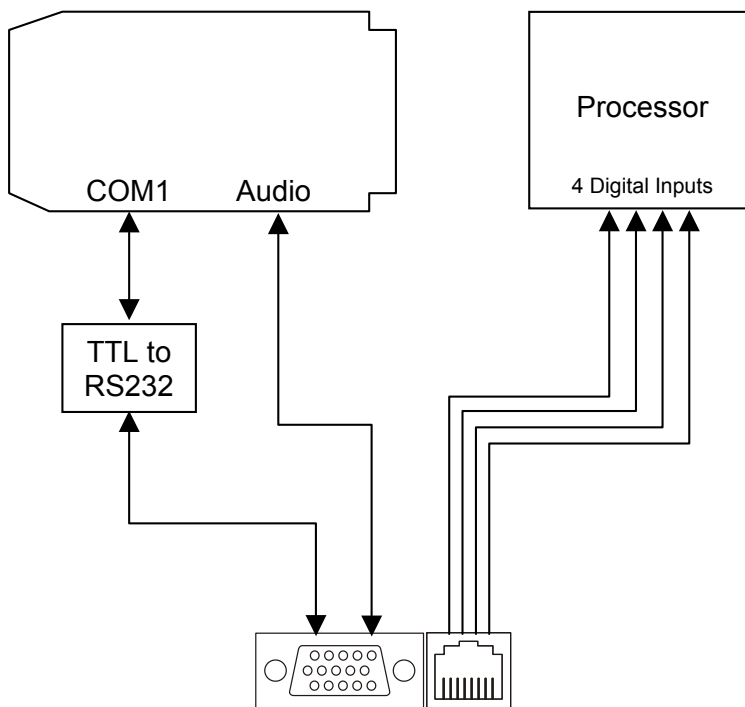 Processor
COM1
Audio
4 Digital Inputs
TTL to
RS232